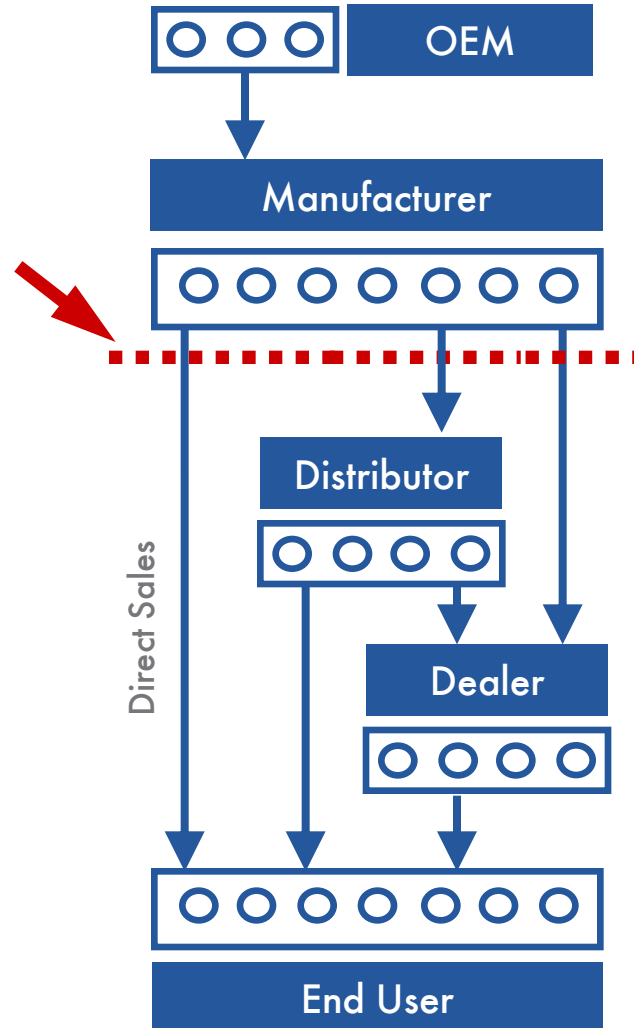 OEM
Manufacturer
Distributor
Direct Sales
Dealer
End User